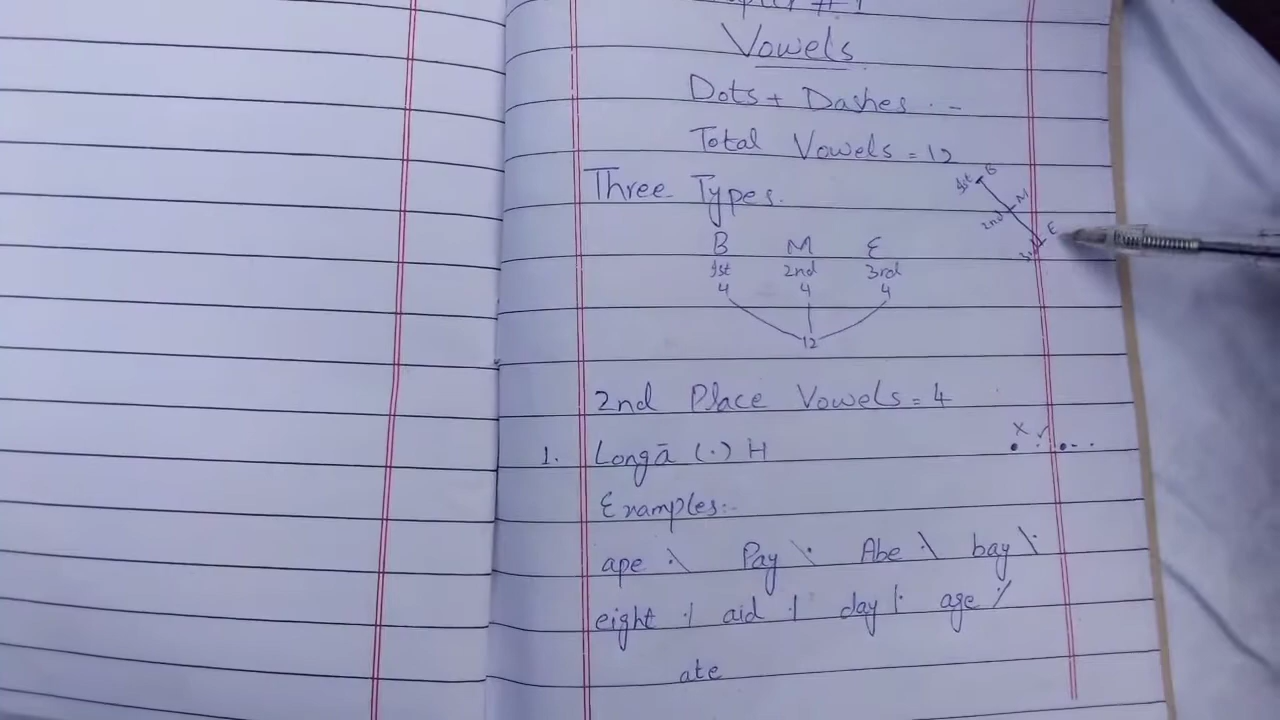 #1
Vowels
Dots + Dashes . -
Total Vowels = 12
Three Types.
1st B
2nd M
3rd E
B M E
1st 2nd 3rd
4 4 4
12
2nd Place Vowels = 4
x ✓
1. Long ā (·) H
Examples:-
ape Pay Abe bay
eight aid day age
ate